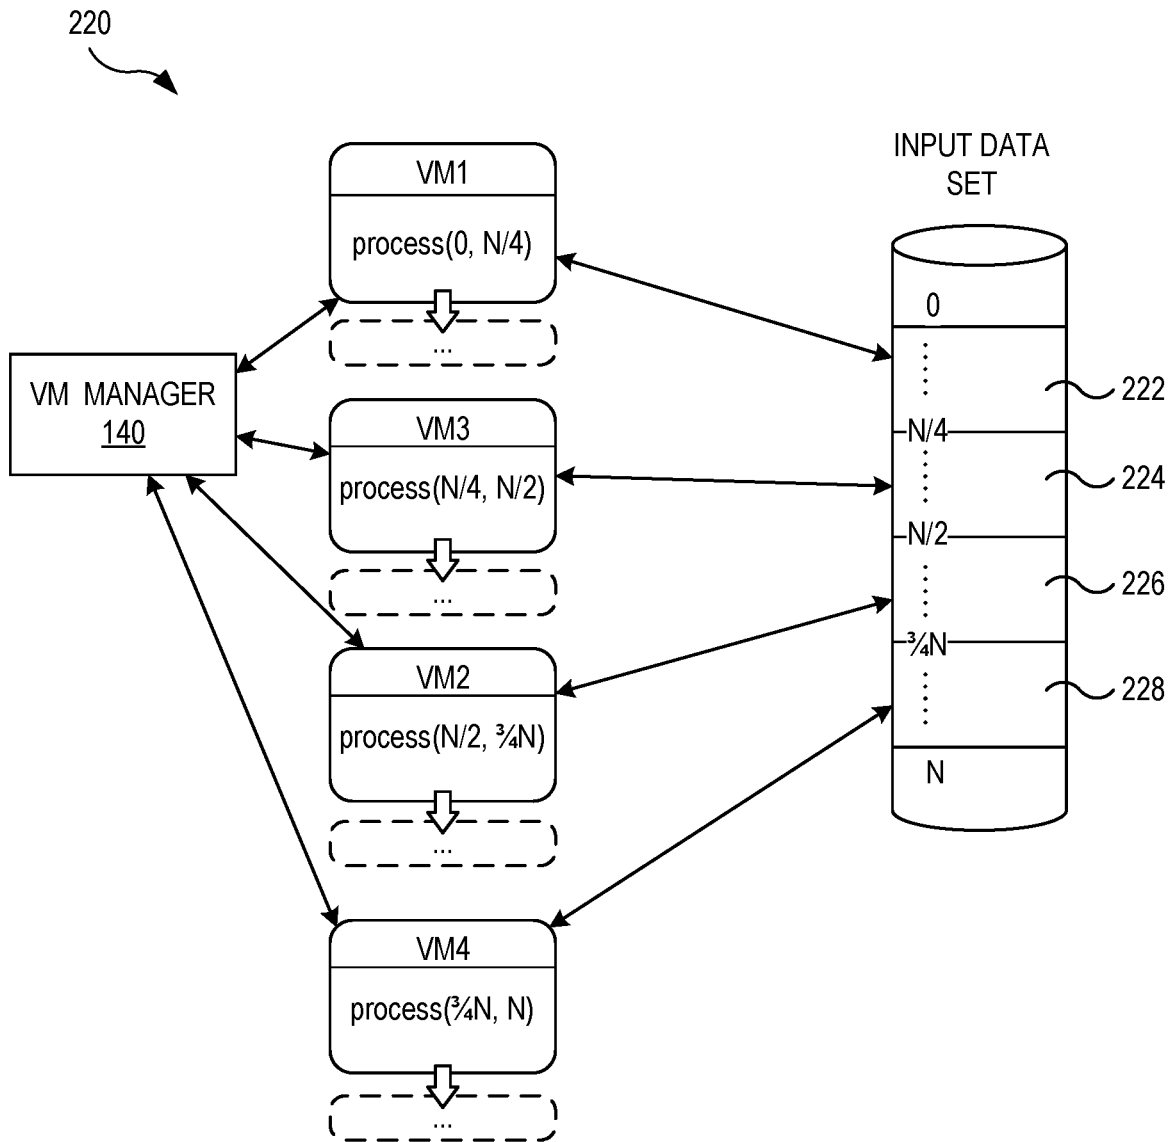 220
INPUT DATA
SET
VM1
process(0, N/4)
...
0
VM MANAGER
140
222
VM3
N/4
process(N/4, N/2)
224
...
N/2
226
VM2
¾N
process(N/2, ¾N)
228
...
N
VM4
process(¾N, N)
...